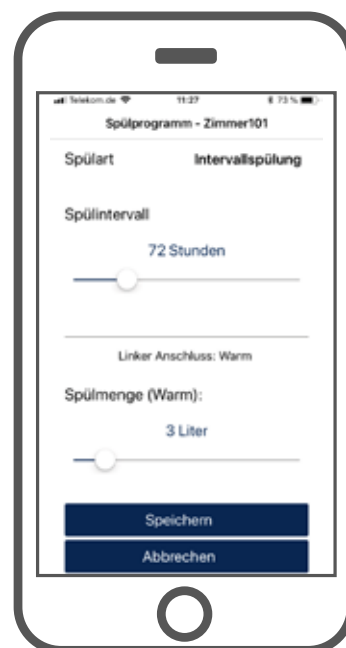 Telekom.de 11:27 73 %
Spülprogramm - Zimmer101
Spülart Intervallspülung
Spülintervall
72 Stunden
Linker Anschluss: Warm
Spülmenge (Warm):
3 Liter
Speichern
Abbrechen